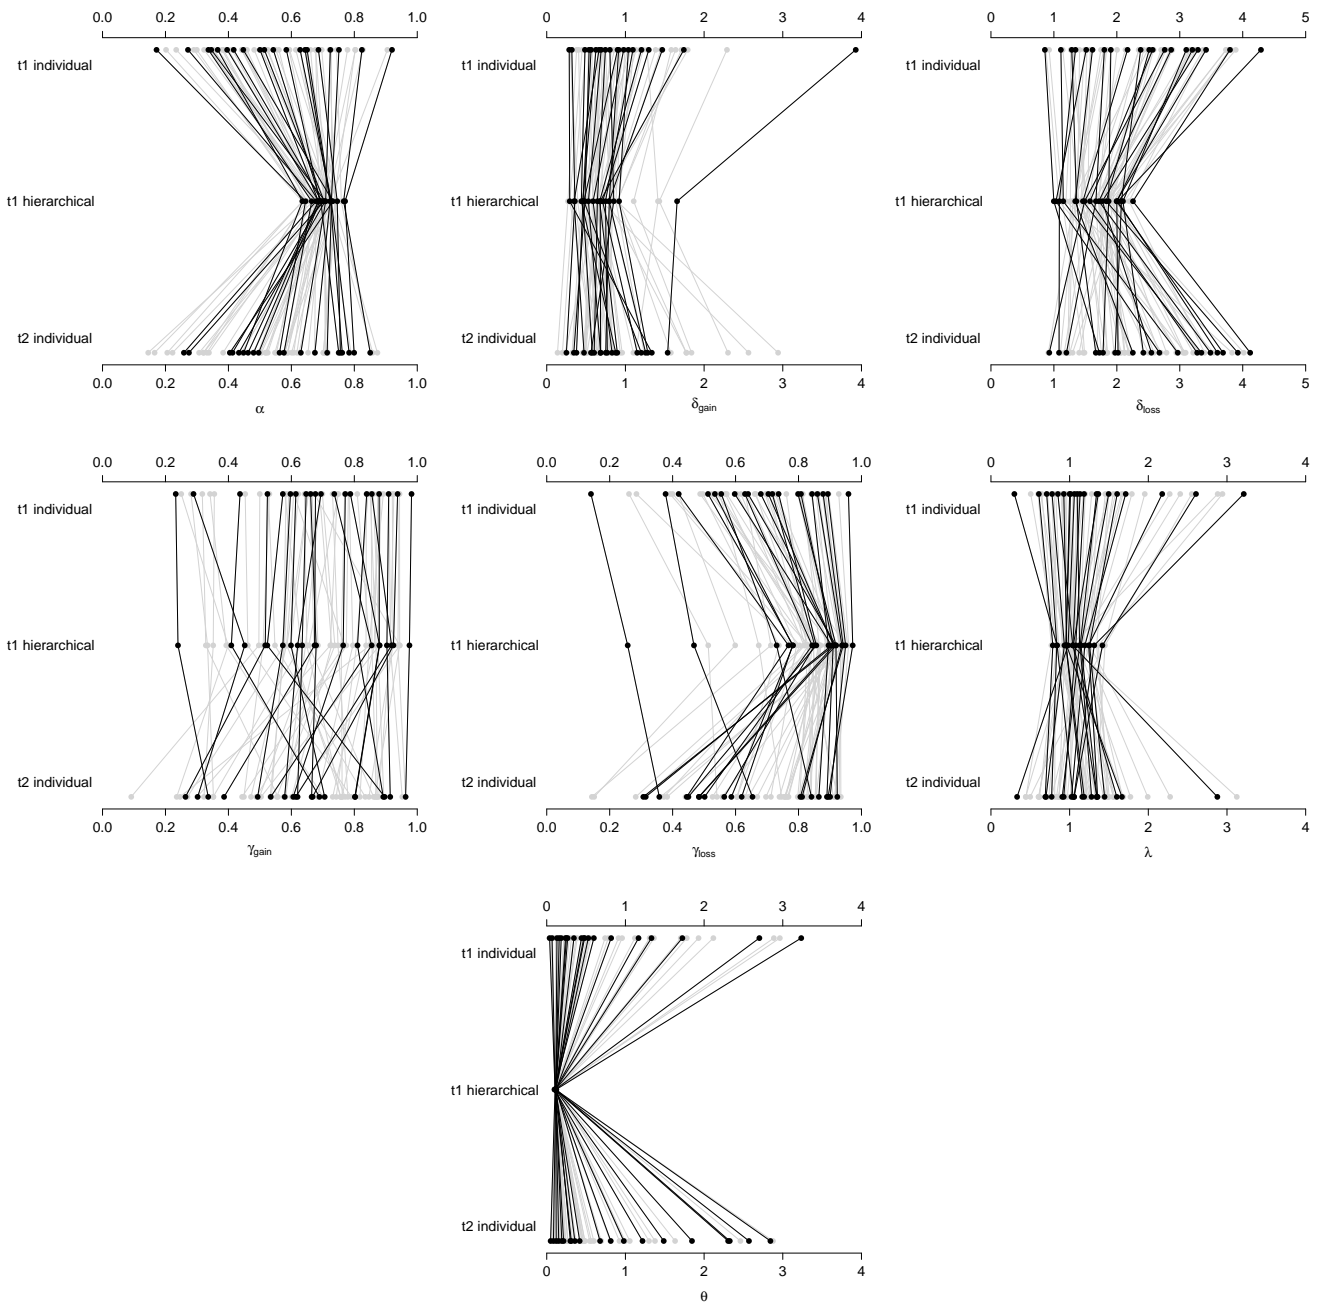 0.0 0.2 0.4 0.6 0.8 1.0
t1 individual
t1 hierarchical
t2 individual
0.0 0.2 0.4 0.6 0.8 1.0
α
0 1 2 3 4
t1 individual
t1 hierarchical
t2 individual
0 1 2 3 4
δgain
0 1 2 3 4 5
t1 individual
t1 hierarchical
t2 individual
0 1 2 3 4 5
δloss
0.0 0.2 0.4 0.6 0.8 1.0
t1 individual
t1 hierarchical
t2 individual
0.0 0.2 0.4 0.6 0.8 1.0
γgain
0.0 0.2 0.4 0.6 0.8 1.0
t1 individual
t1 hierarchical
t2 individual
0.0 0.2 0.4 0.6 0.8 1.0
γloss
0 1 2 3 4
t1 individual
t1 hierarchical
t2 individual
0 1 2 3 4
λ
0 1 2 3 4
t1 individual
t1 hierarchical
t2 individual
0 1 2 3 4
θ